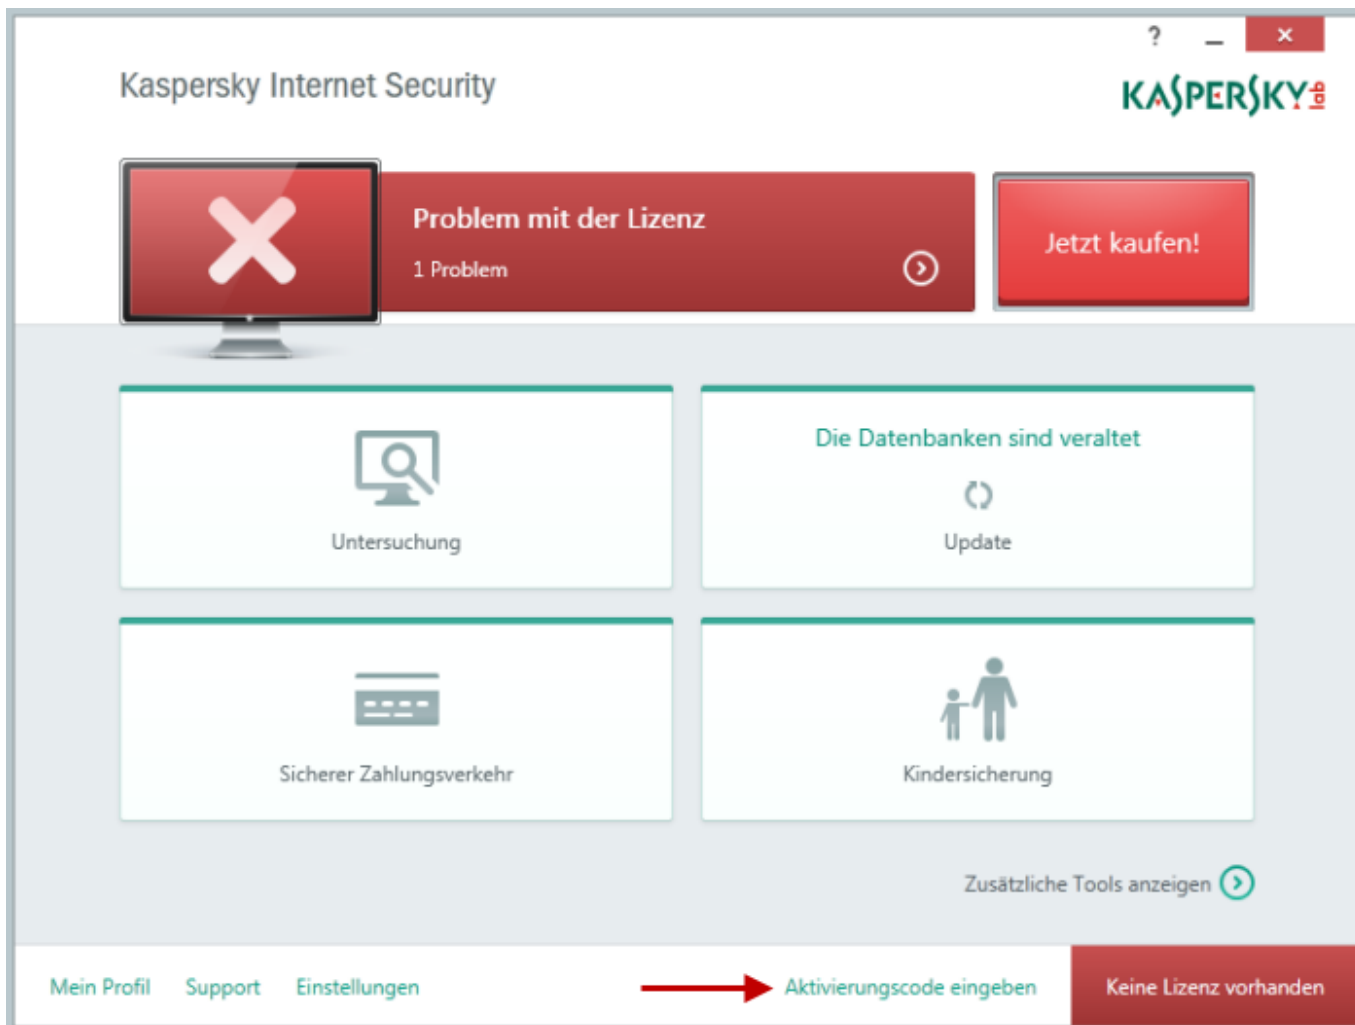 ?
Kaspersky Internet Security
KASPERSKY lab
Problem mit der Lizenz
1 Problem
Jetzt kaufen!
Untersuchung
Die Datenbanken sind veraltet
Update
Sicherer Zahlungsverkehr
Kindersicherung
Zusätzliche Tools anzeigen
Mein Profil Support Einstellungen Aktivierungscode eingeben Keine Lizenz vorhanden